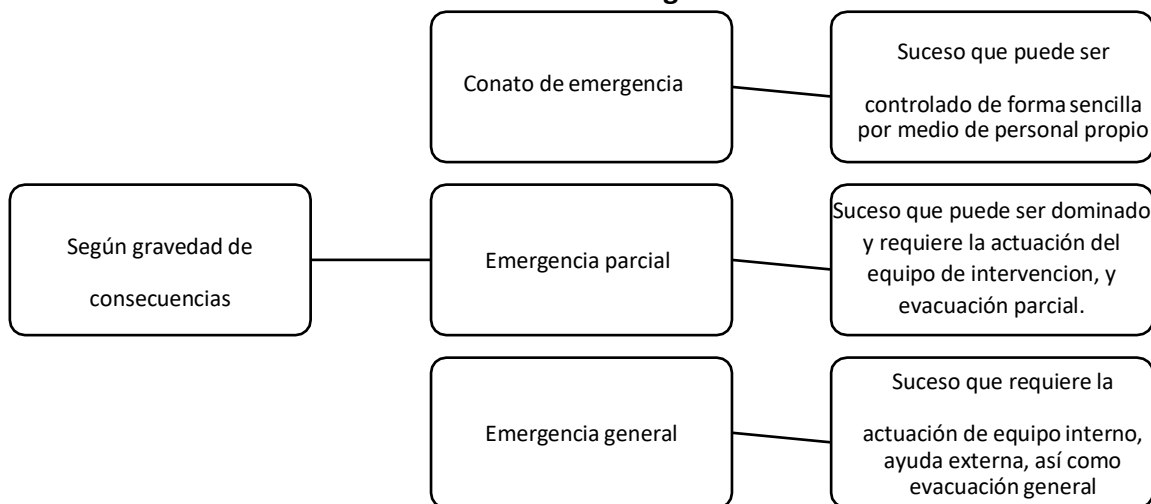 Conato de emergencia
Suceso que puede ser
controlado de forma sencilla
por medio de personal propio
Según gravedad de
consecuencias
Emergencia parcial
Suceso que puede ser dominado
y requiere la actuación del
equipo de intervencion, y
evacuación parcial.
Emergencia general
Suceso que requiere la
actuación de equipo interno,
ayuda externa, así como
evacuación general